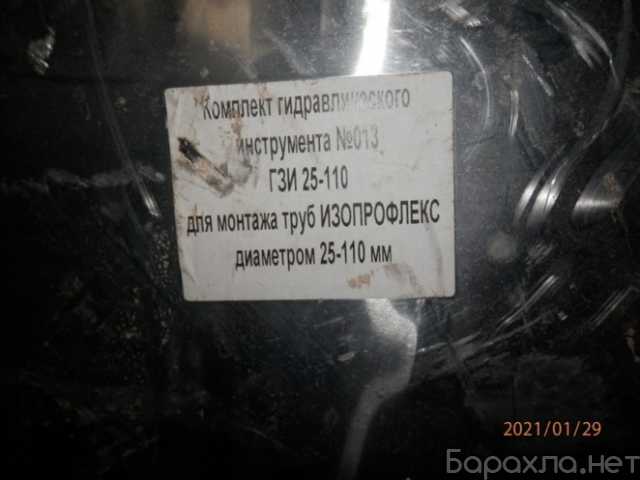 Комплект гидравлического
инструмента №013
ГЗИ 25-110
для монтажа труб ИЗОПРОФЛЕКС
диаметром 25-110 мм
2021/01/29
Барахла.нет